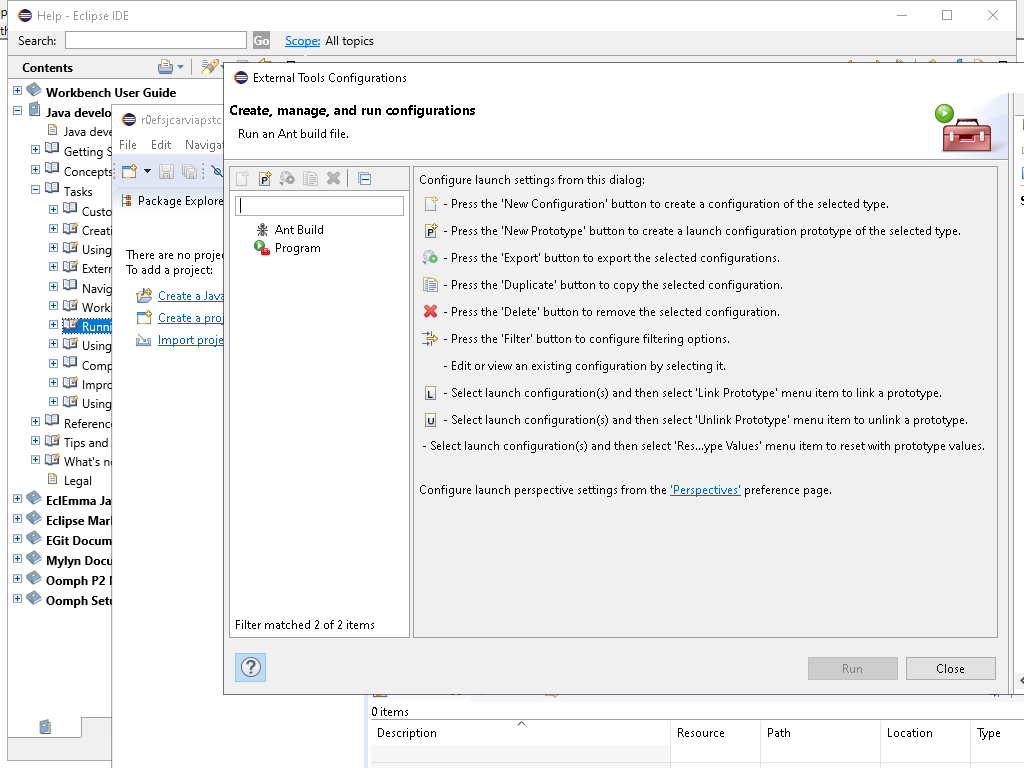 Help - Eclipse IDE
Search:
Go
Scope: All topics
Contents
Workbench User Guide
Java develo
Java deve
Getting S
Concepts
Tasks
Custo
Creati
Using
Extern
Navig
Worki
Runni
Using
Comp
Impro
Using
Referenc
Tips and
What's n
Legal
EclEmma Ja
Eclipse Mar
EGit Docum
Mylyn Docu
Oomph P2
Oomph Setu
r0efsjcarviapstc
File Edit Navigat
Package Explore
There are no proje
To add a project:
Create a Java
Create a proj
Import proje
External Tools Configurations
Create, manage, and run configurations
Run an Ant build file.
Ant Build
Program
Filter matched 2 of 2 items
Configure launch settings from this dialog:
- Press the 'New Configuration' button to create a configuration of the selected type.
- Press the 'New Prototype' button to create a launch configuration prototype of the selected type.
- Press the 'Export' button to export the selected configurations.
- Press the 'Duplicate' button to copy the selected configuration.
- Press the 'Delete' button to remove the selected configuration.
- Press the 'Filter' button to configure filtering options.
- Edit or view an existing configuration by selecting it.
- Select launch configuration(s) and then select 'Link Prototype' menu item to link a prototype.
- Select launch configuration(s) and then select 'Unlink Prototype' menu item to unlink a prototype.
- Select launch configuration(s) and then select 'Res...ype Values' menu item to reset with prototype values.
Configure launch perspective settings from the 'Perspectives' preference page.
Run
Close
0 items
Description Resource Path Location Type